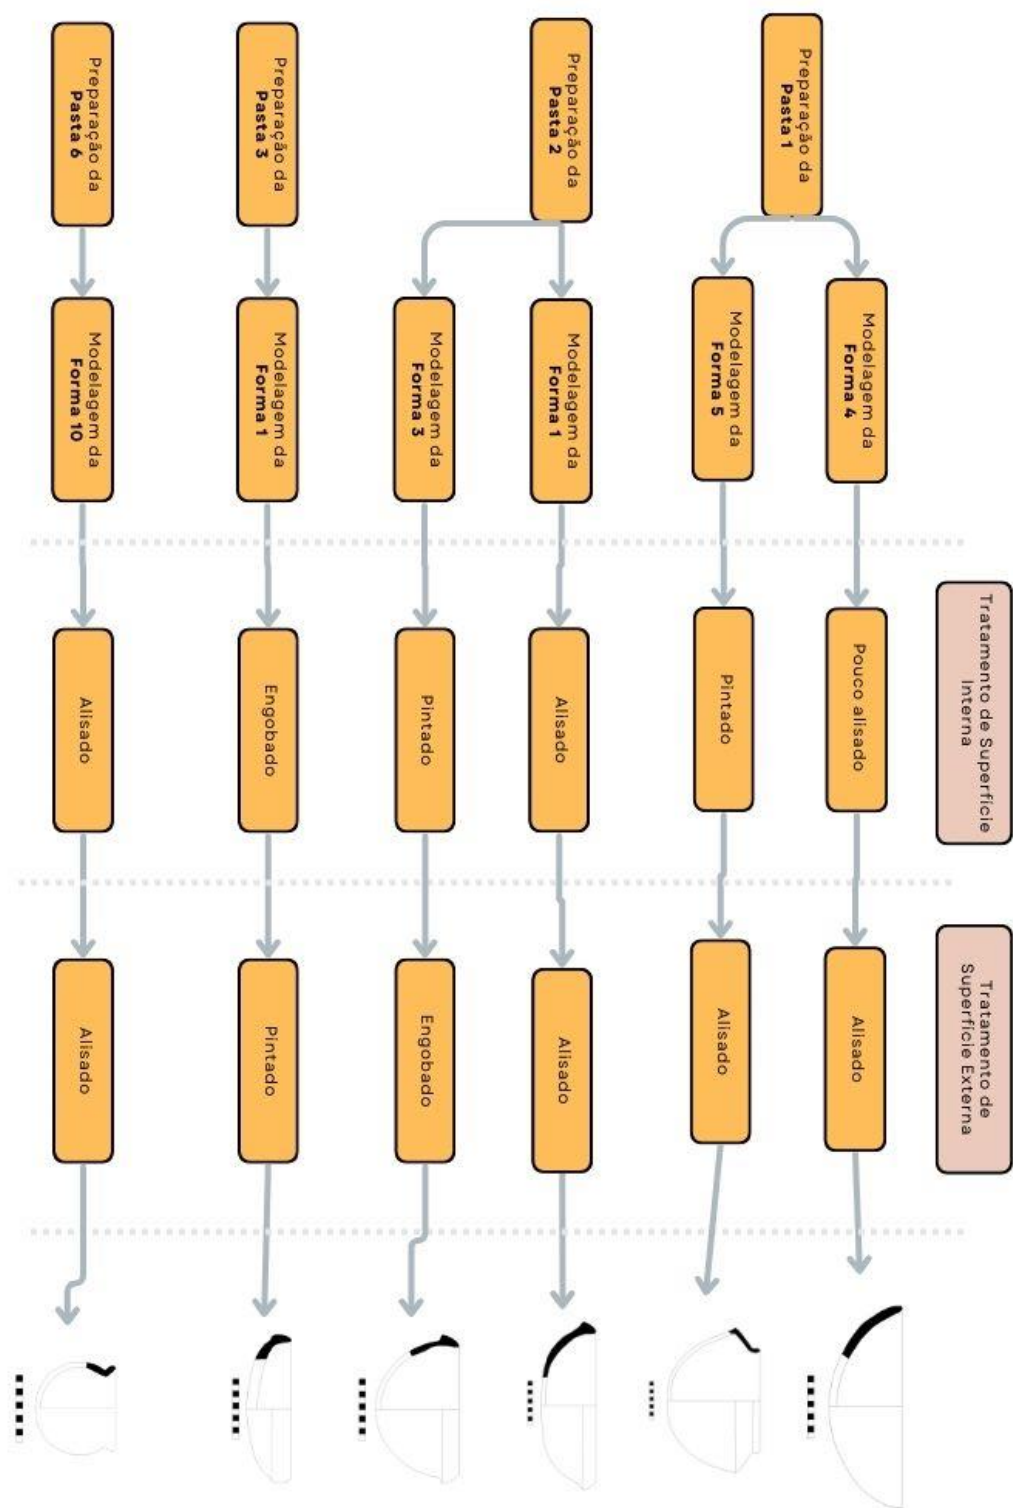 Tratamento de Superfície
Interna
Tratamento de
Superfície Externa
Preparação da
Pasta 1
Modelagem da
Forma 4
Pouco alisado
Alisado
Modelagem da
Forma 5
Pintado
Alisado
Preparação da
Pasta 2
Modelagem da
Forma 1
Alisado
Alisado
Modelagem da
Forma 3
Pintado
Engobado
Preparação da
Pasta 3
Modelagem da
Forma 1
Engobado
Pintado
Preparação da
Pasta 6
Modelagem da
Forma 10
Alisado
Alisado